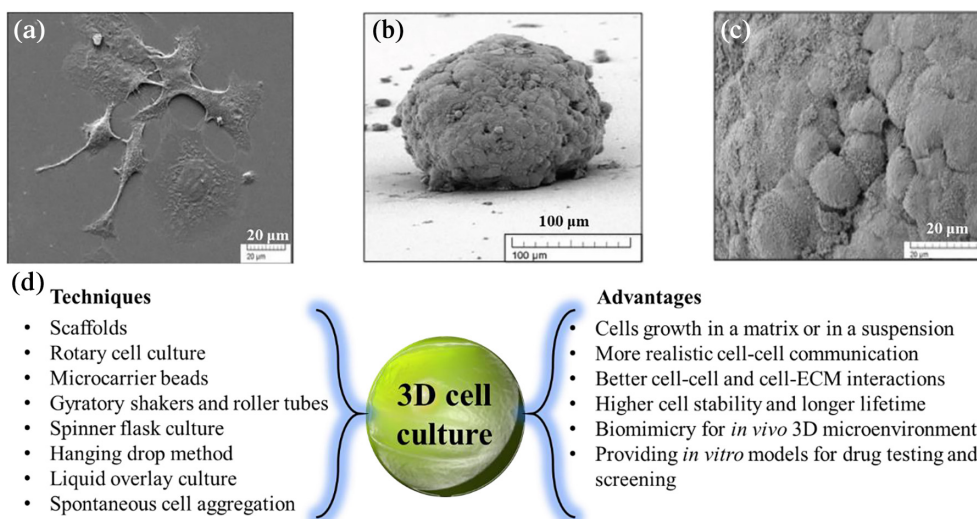 (a)
(b)
(c)
20 µm
20 µm
100 µm
100 µm
20 µm
20 µm
(d)
Techniques
• Scaffolds
• Rotary cell culture
• Microcarrier beads
• Gyratory shakers and roller tubes
• Spinner flask culture
• Hanging drop method
• Liquid overlay culture
• Spontaneous cell aggregation
3D cell
culture
Advantages
• Cells growth in a matrix or in a suspension
• More realistic cell-cell communication
• Better cell-cell and cell-ECM interactions
• Higher cell stability and longer lifetime
• Biomimicry for in vivo 3D microenvironment
• Providing in vitro models for drug testing and
screening